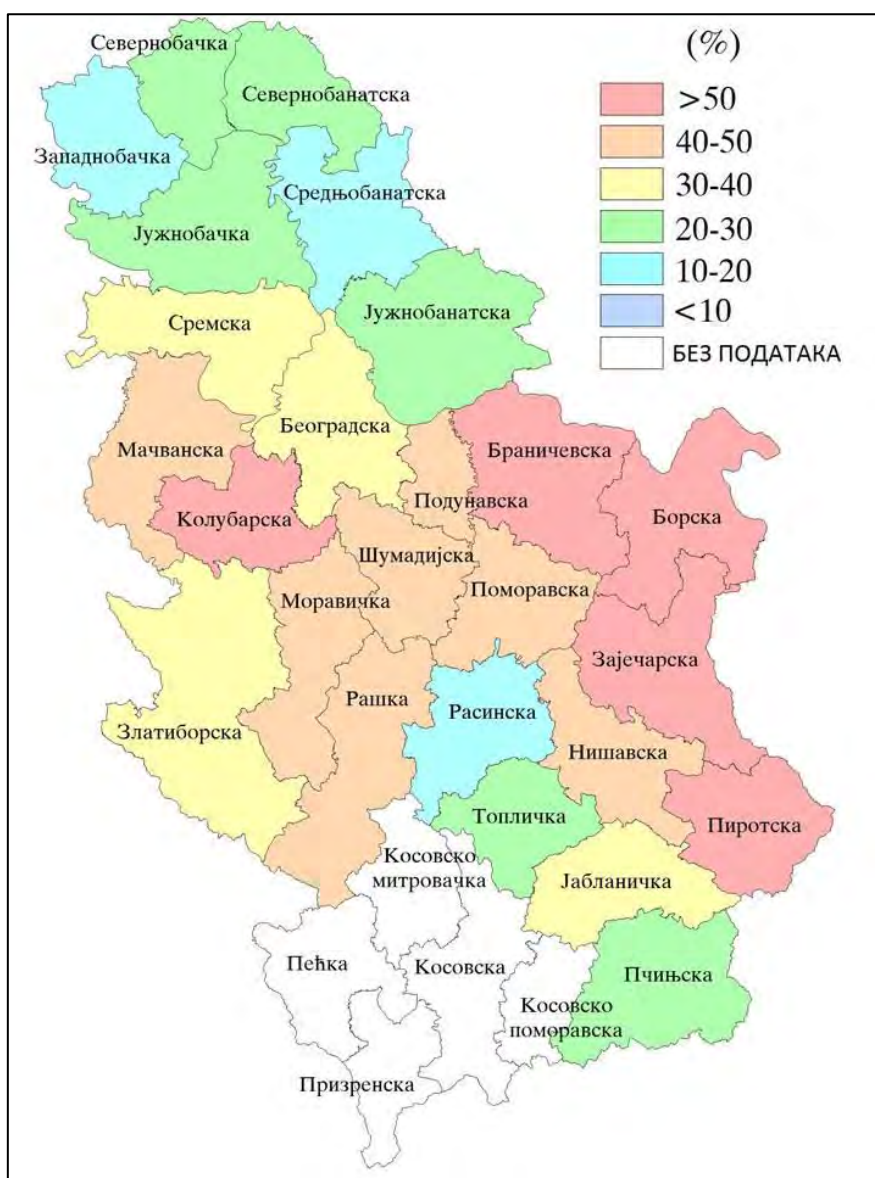 Севернобачка
(%)
Севернобанатска
>50
40-50
Западнобачка
Средњобанатска
30-40
Јужнобачка
20-30
10-20
Јужнобанатска
<10
Сремска
БЕЗ ПОДАТАКА
Београдска
Мачванска
Браничевска
Подунавска
Колубарска
Борска
Шумадијска
Моравичка
Поморавска
Зајечарска
Рашка
Расинска
Златиборска
Нишавска
Топличка
Пиротска
Косовско
митровачка
Јабланичка
Пећка
Косовска
Пчињска
Косовско
поморавска
Призренска